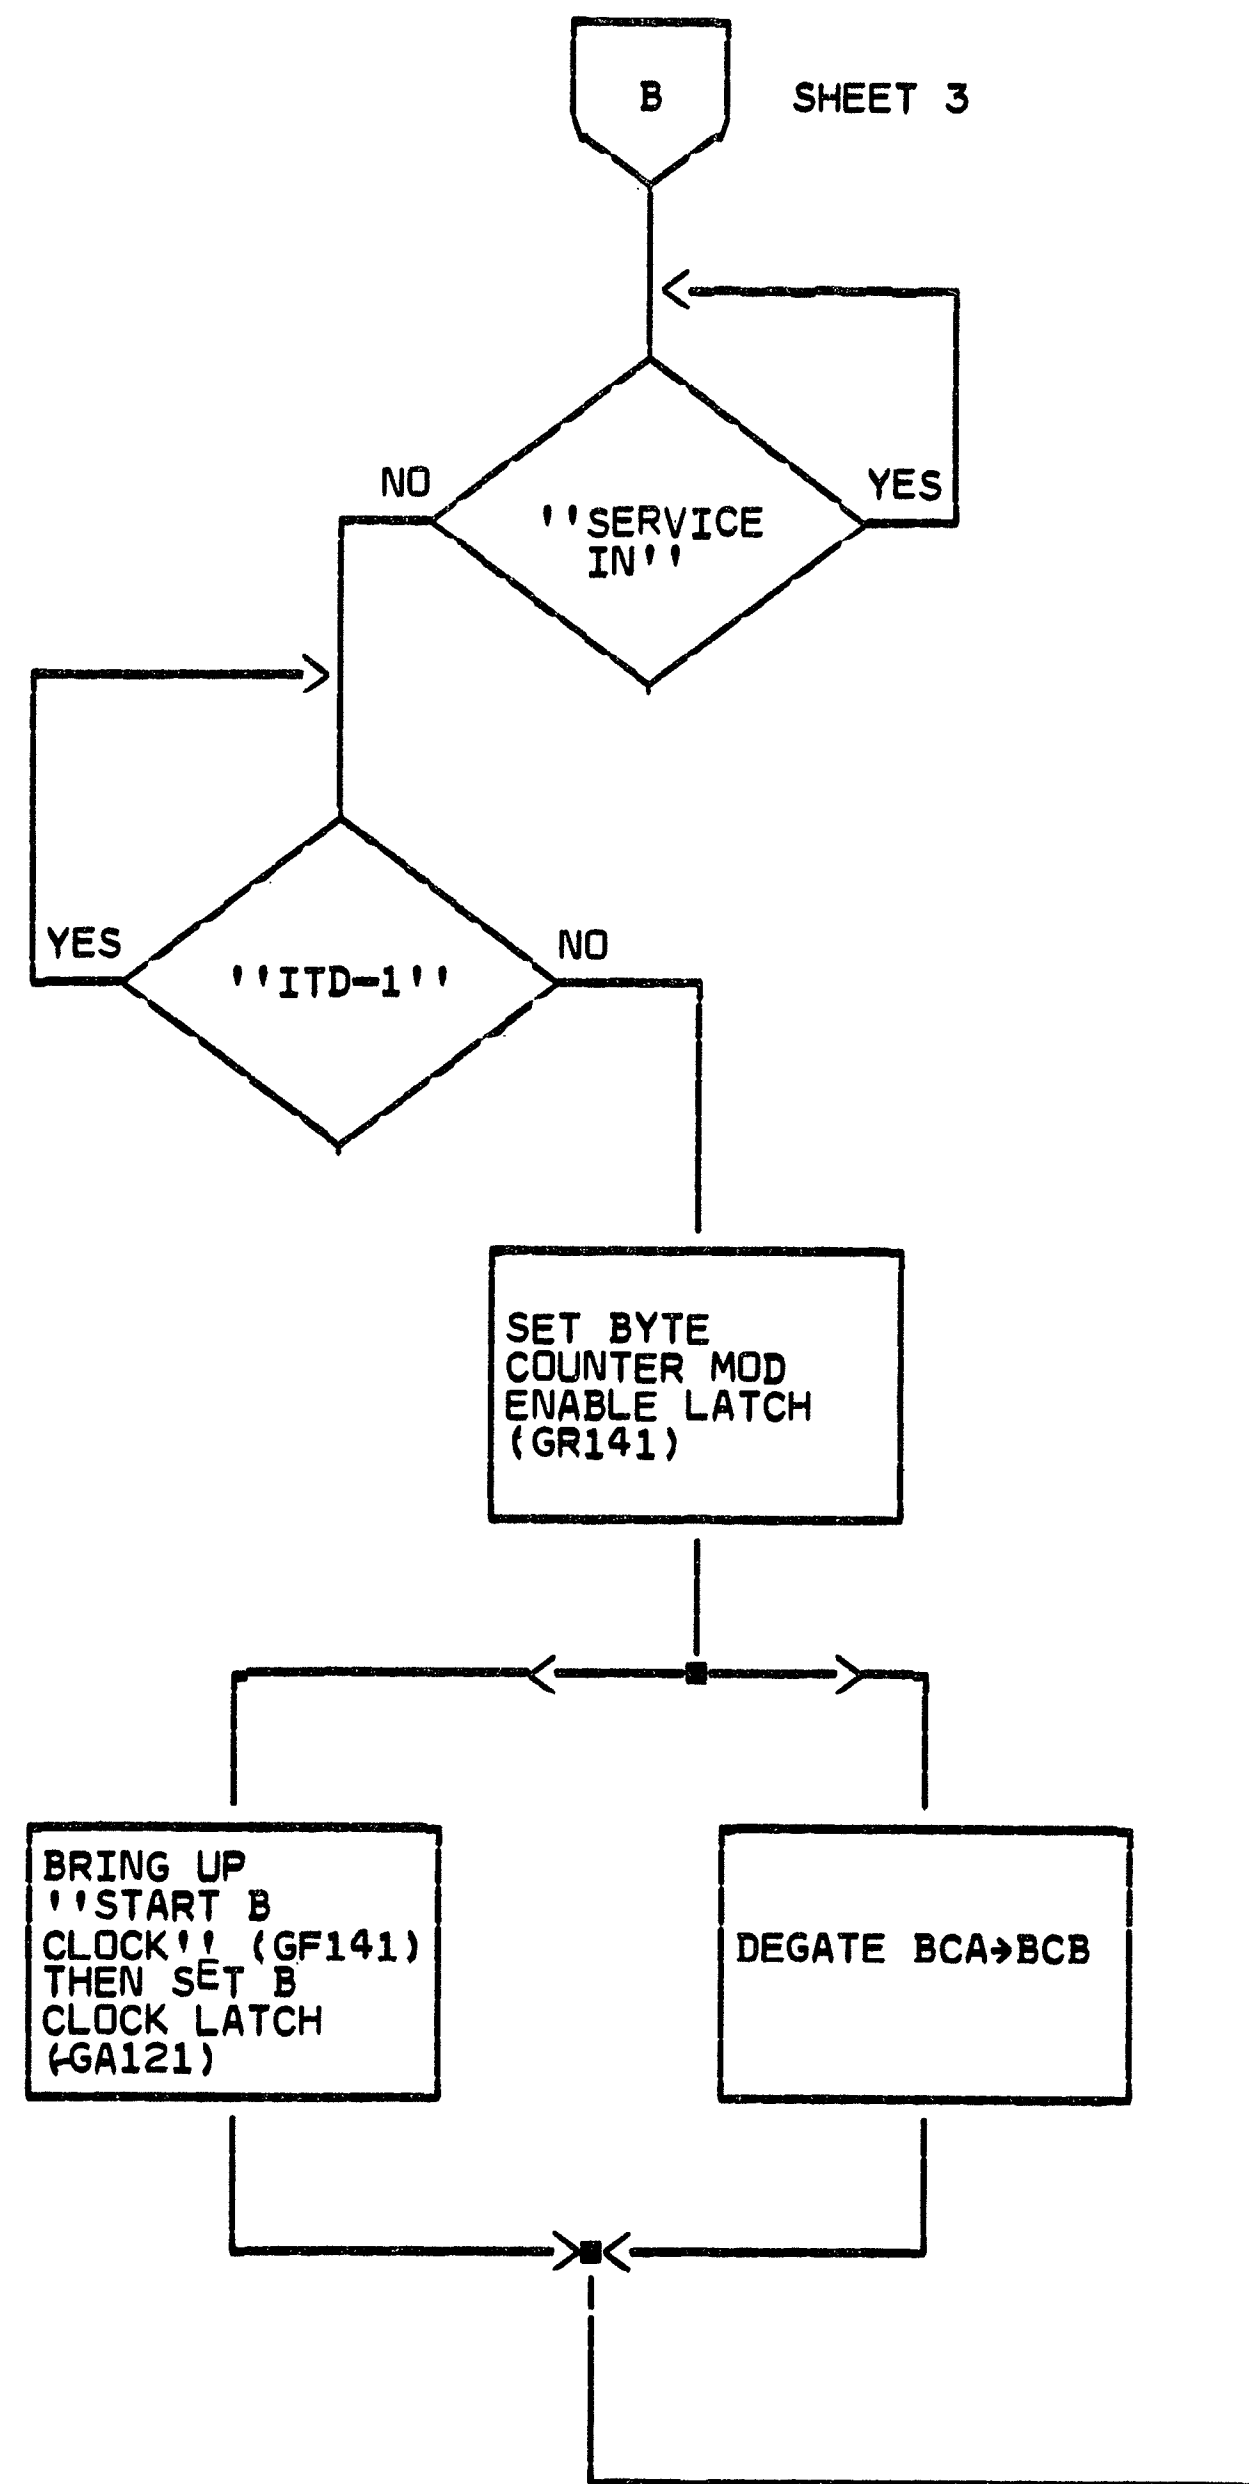 B
SHEET 3
NO
YES
''SERVICE
IN''
YES
NO
''ITD-1''
SET BYTE
COUNTER MOD
ENABLE LATCH
(GR141)
BRING UP
''START B
CLOCK'' (GF141)
THEN SET B
CLOCK LATCH
(-GA121)
DEGATE BCA→BCB